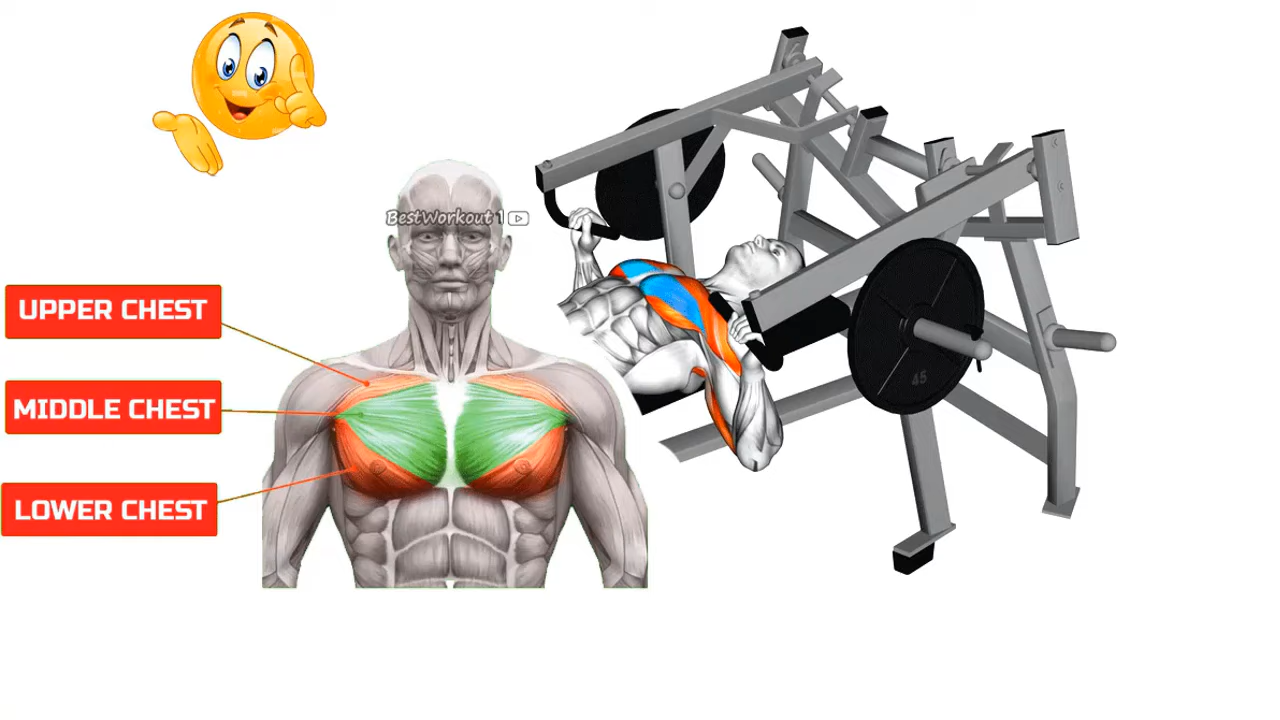 BestWorkout 1
UPPER CHEST
MIDDLE CHEST
LOWER CHEST
45